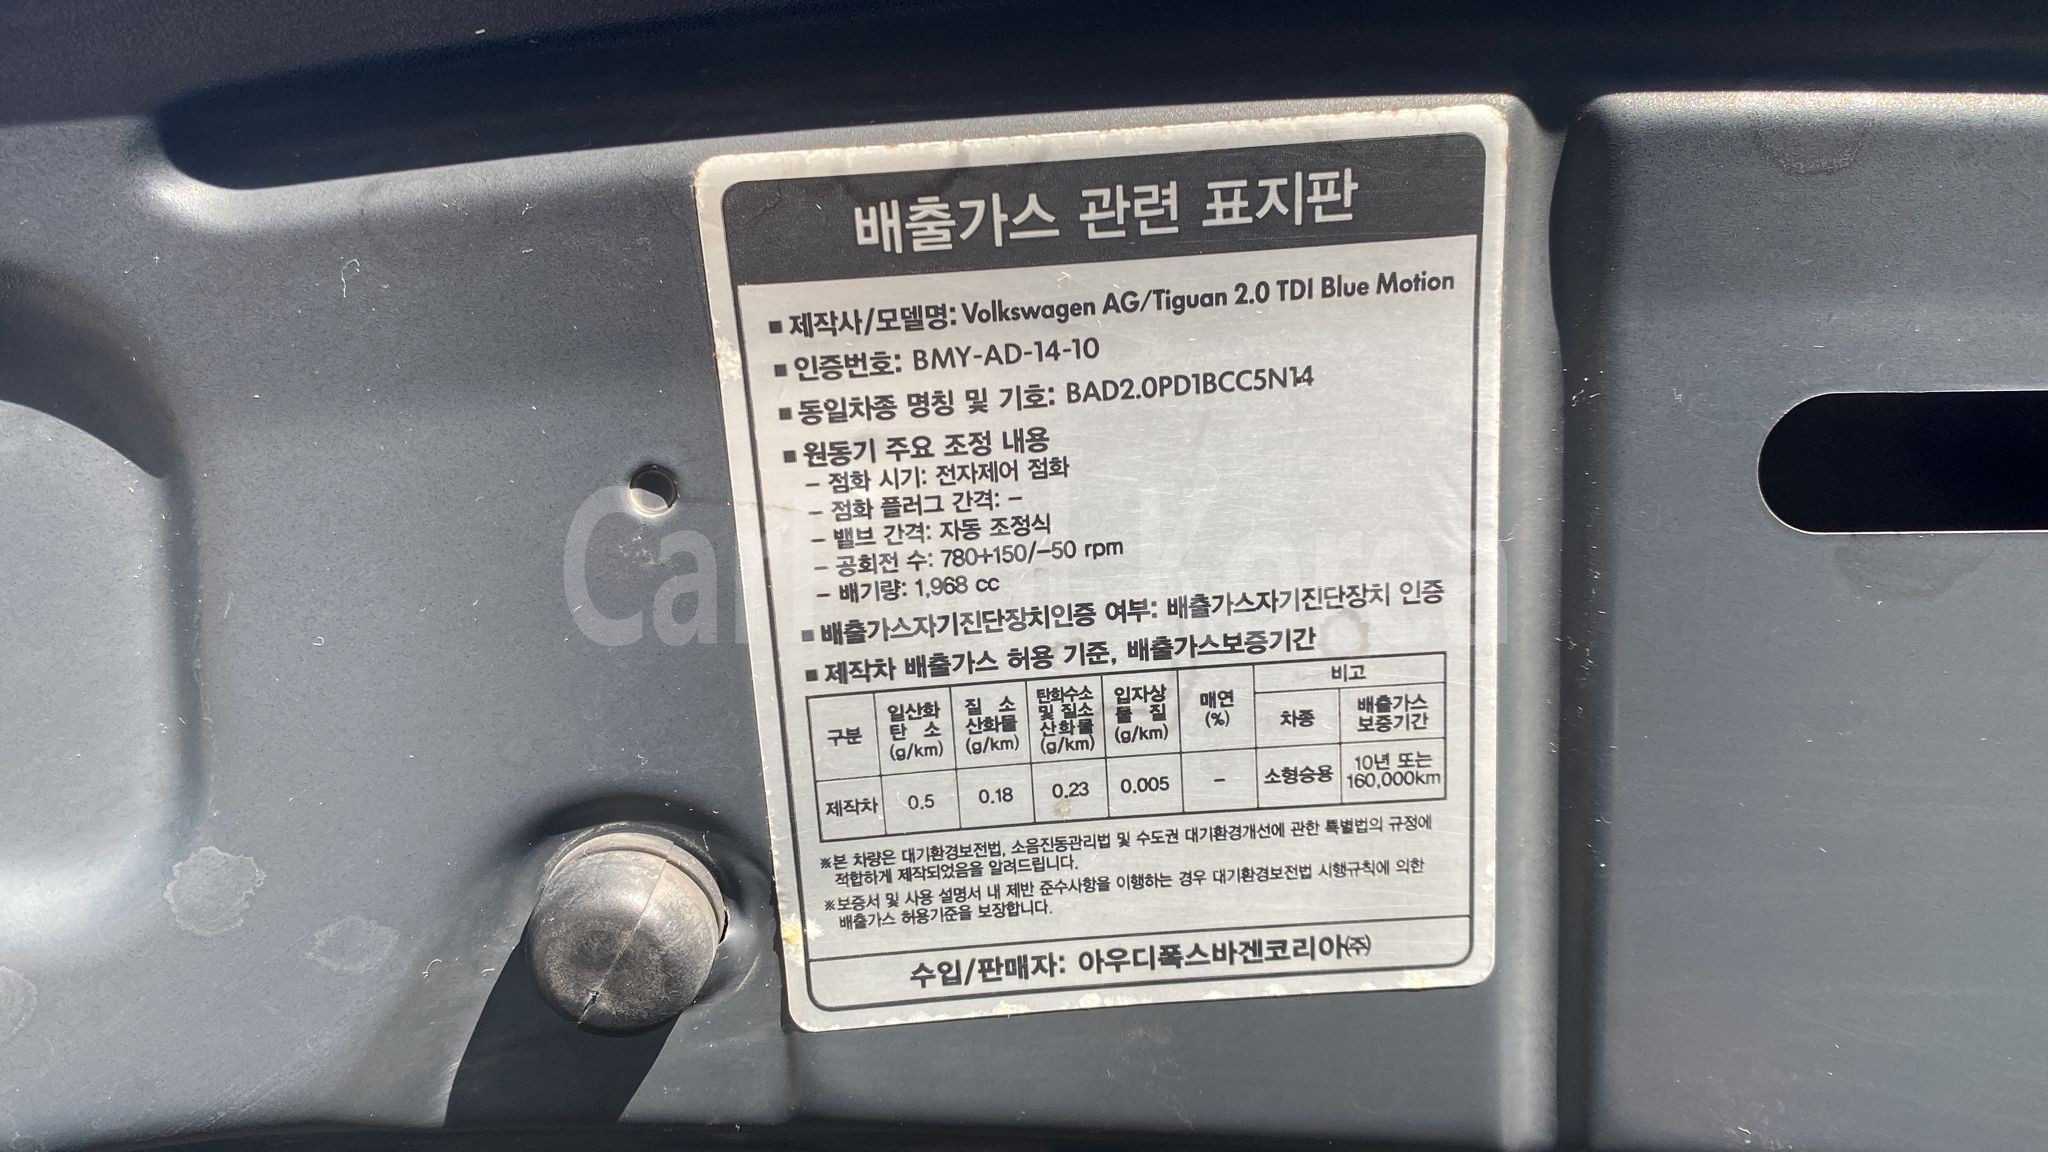 배출가스 관련 표지판
■ 제작사/모델명: Volkswagen AG/Tiguan 2.0 TDI Blue Motion
■ 인증번호: BMY-AD-14-10
■ 동일차종 명칭 및 기호: BAD2.0PD1BCC5N14
■ 원동기 주요 조정 내용
– 점화 시기: 전자제어 점화
– 점화 플러그 간격: –
– 밸브 간격: 자동 조정식
– 공회전 수: 780+150/−50 rpm
– 배기량: 1,968 cc
■ 배출가스자기진단장치인증 여부: 배출가스자기진단장치 인증
■ 제작차 배출가스 허용 기준, 배출가스보증기간
구분 일산화 탄 소 (g/km) 질 소 산화물 (g/km) 탄화수소 및 질소 산화물 (g/km) 입자상 물 질 (g/km) 매연 (%) 비고
차종 배출가스 보증기간
제작차 0.5 0.18 0.23 0.005 – 소형승용 10년 또는 160,000km
※본 차량은 대기환경보전법, 소음진동관리법 및 수도권 대기환경개선에 관한 특별법의 규정에
적합하게 제작되었음을 알려드립니다.
※보증서 및 사용 설명서 내 제반 준수사항을 이행하는 경우 대기환경보전법 시행규칙에 의한
배출가스 허용기준을 보장합니다.
수입/판매자: 아우디폭스바겐코리아㈜